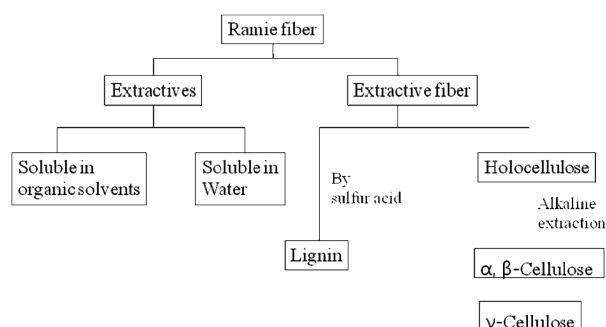 Ramie fiber
Extractives
Extractive fiber
Soluble in
organic solvents
Soluble in
Water
By
sulfur acid
Lignin
Holocellulose
Alkaline
extraction
α, β-Cellulose
ν-Cellulose